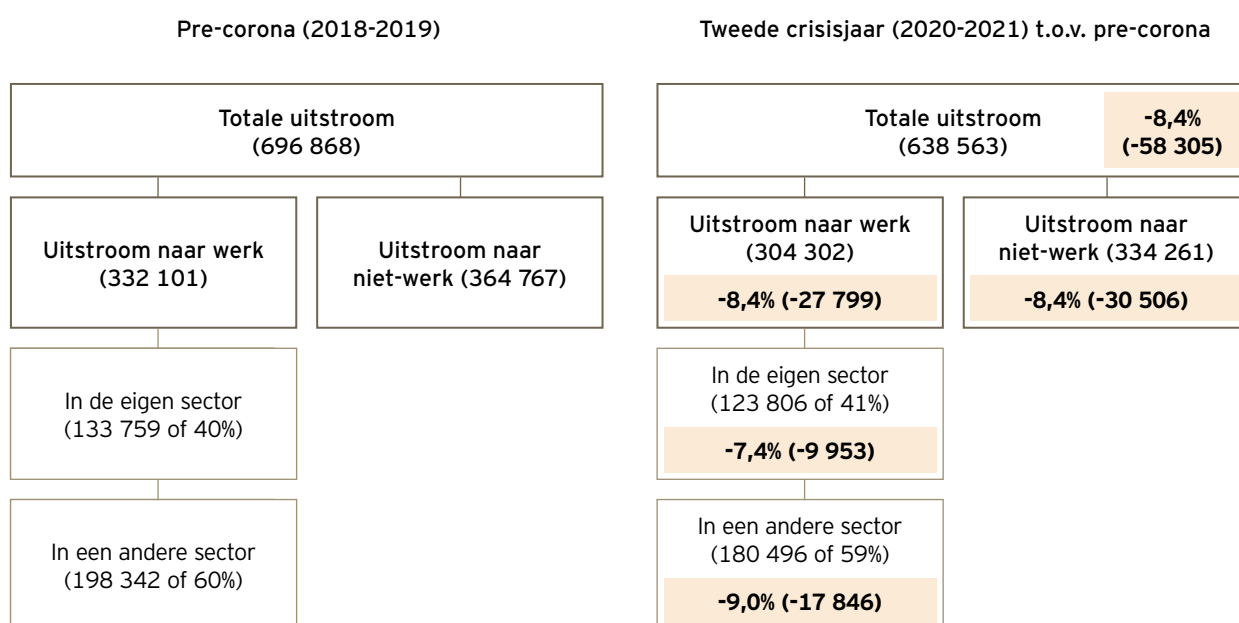 Pre-corona (2018-2019)
Totale uitstroom
(696 868)
Uitstroom naar werk
(332 101)
Uitstroom naar
niet-werk (364 767)
In de eigen sector
(133 759 of 40%)
In een andere sector
(198 342 of 60%)
Tweede crisisjaar (2020-2021) t.o.v. pre-corona
Totale uitstroom
(638 563)
-8,4%
(-58 305)
Uitstroom naar werk
(304 302)
-8,4% (-27 799)
Uitstroom naar
niet-werk (334 261)
-8,4% (-30 506)
In de eigen sector
(123 806 of 41%)
-7,4% (-9 953)
In een andere sector
(180 496 of 59%)
-9,0% (-17 846)